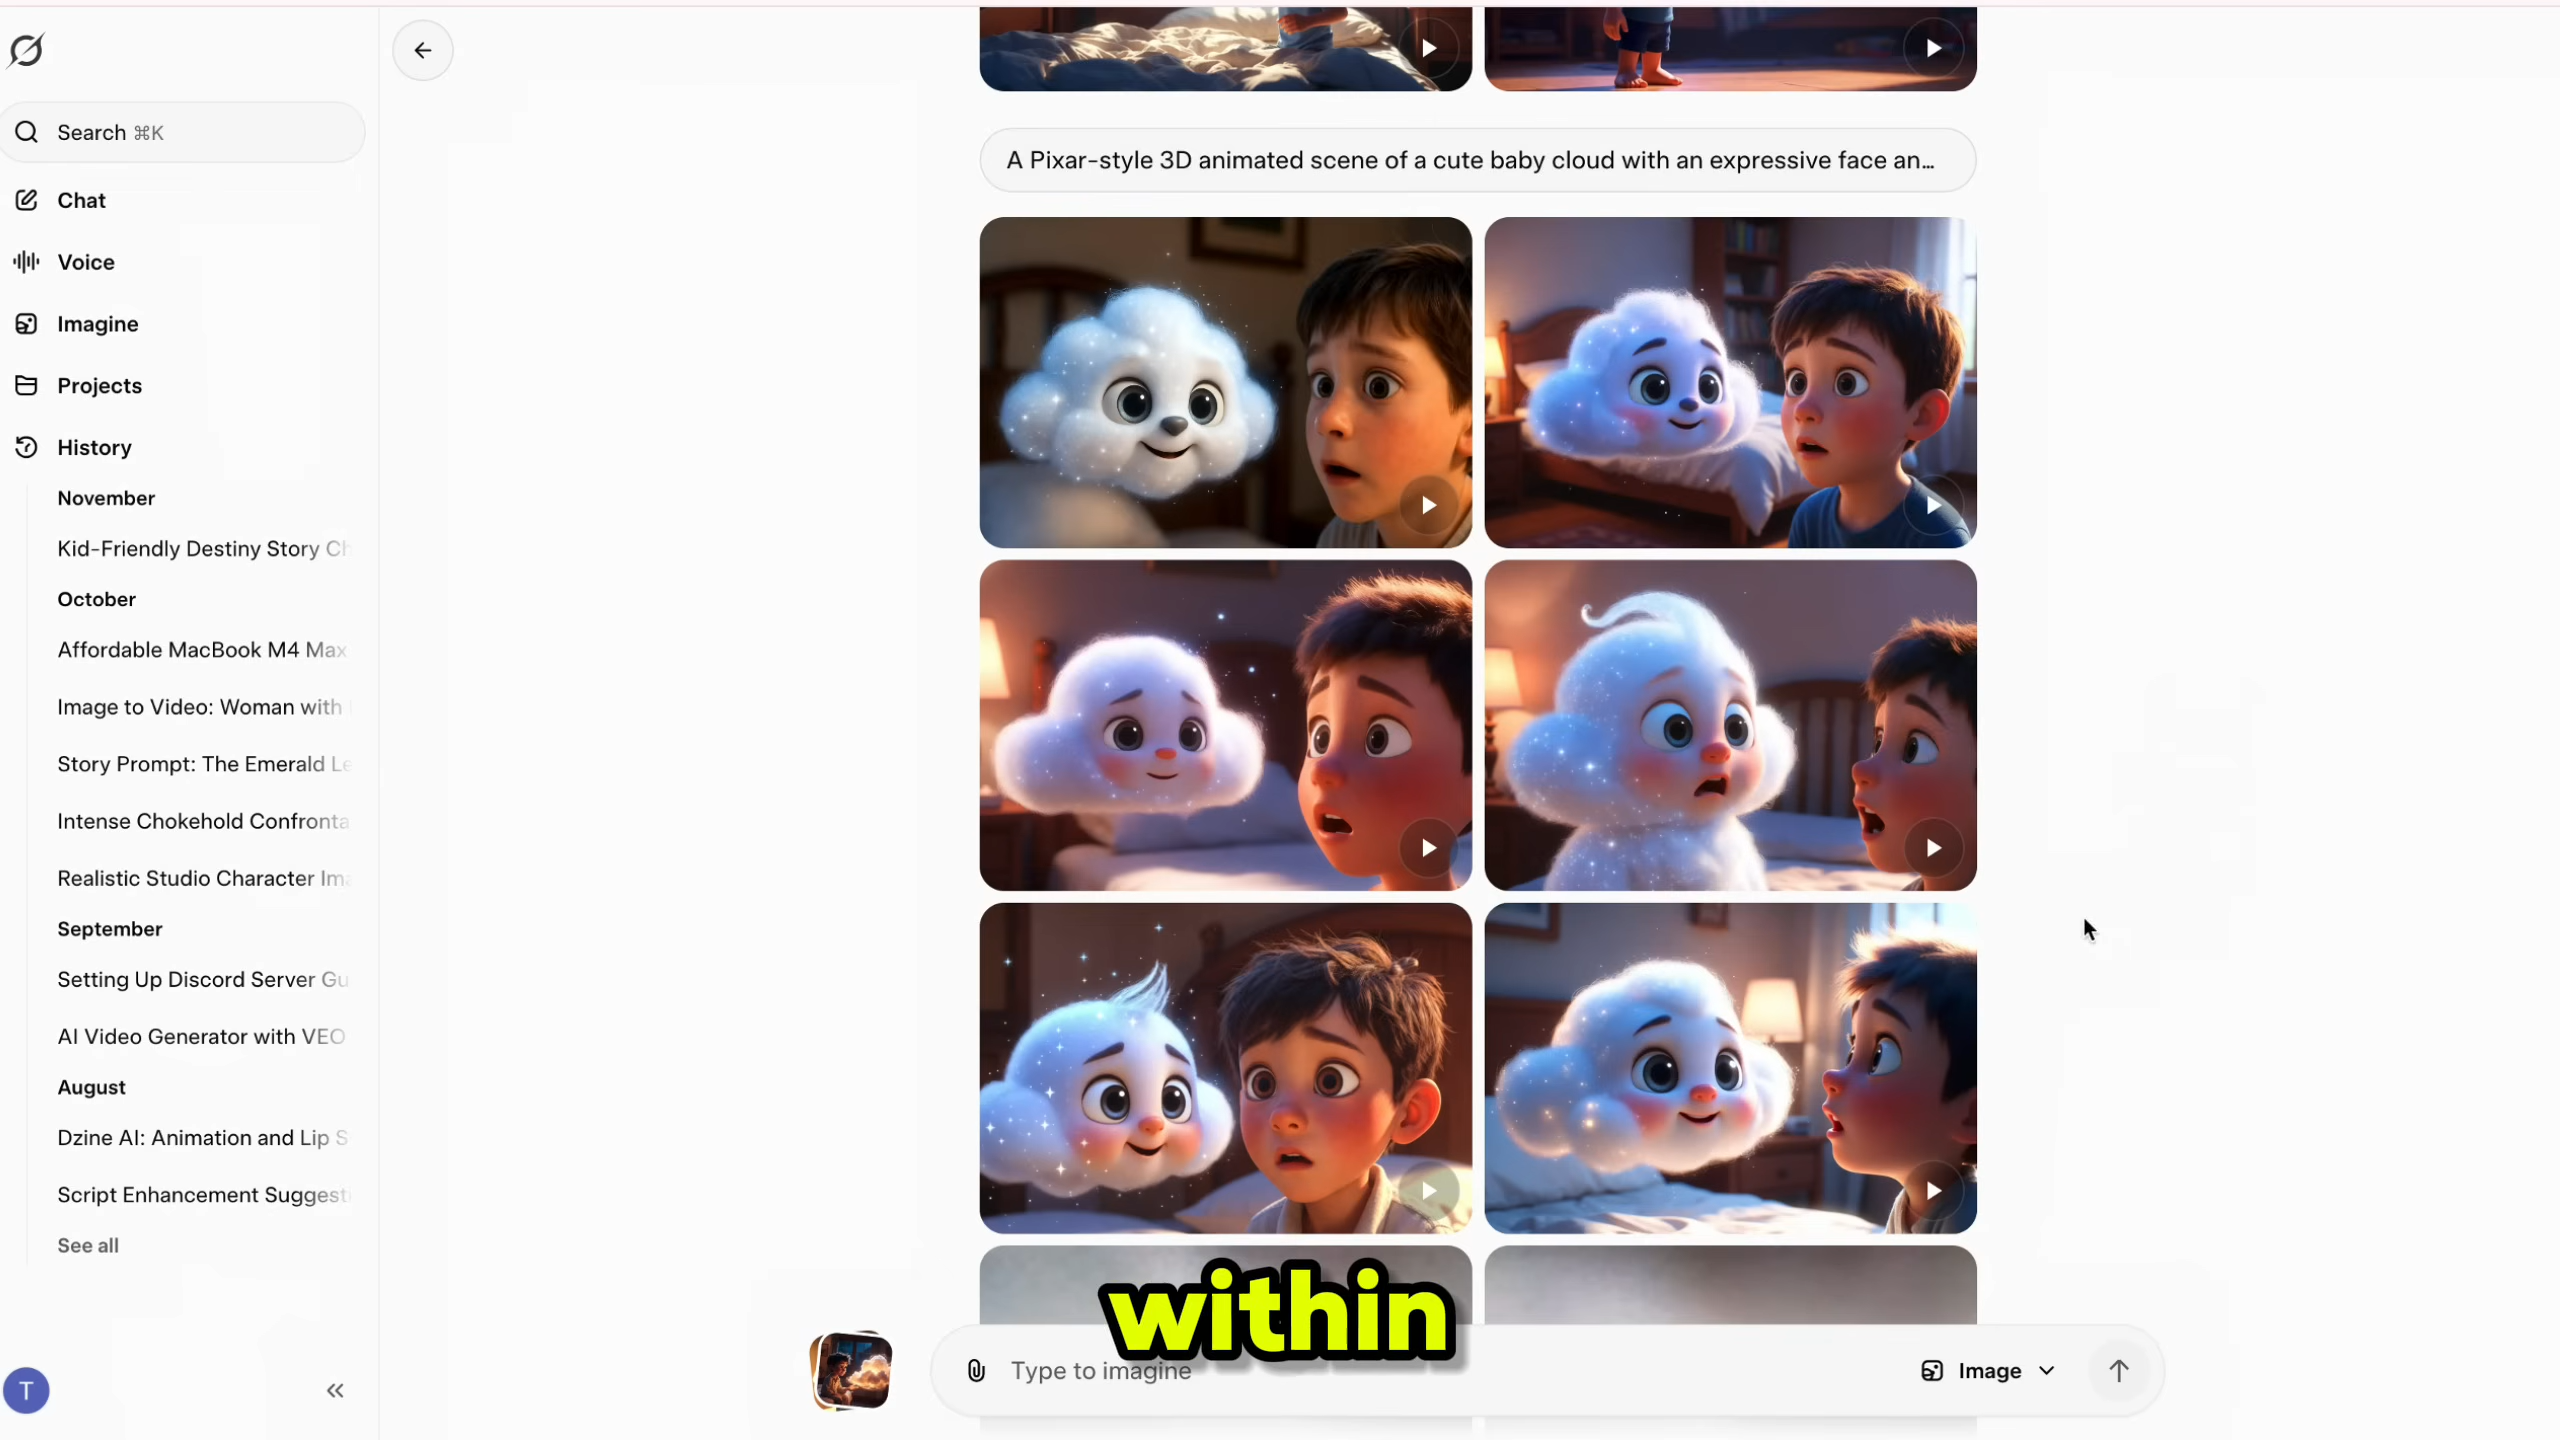 Search ⌘K
Chat
Voice
Imagine
Projects
History
November
Kid-Friendly Destiny Story Ch
October
Affordable MacBook M4 Max
Image to Video: Woman with
Story Prompt: The Emerald Le
Intense Chokehold Confronta
Realistic Studio Character Ima
September
Setting Up Discord Server Gu
AI Video Generator with VEO
August
Dzine AI: Animation and Lip S
Script Enhancement Suggest
See all
T
A Pixar-style 3D animated scene of a cute baby cloud with an expressive face an...
within
Type to imagine
Image